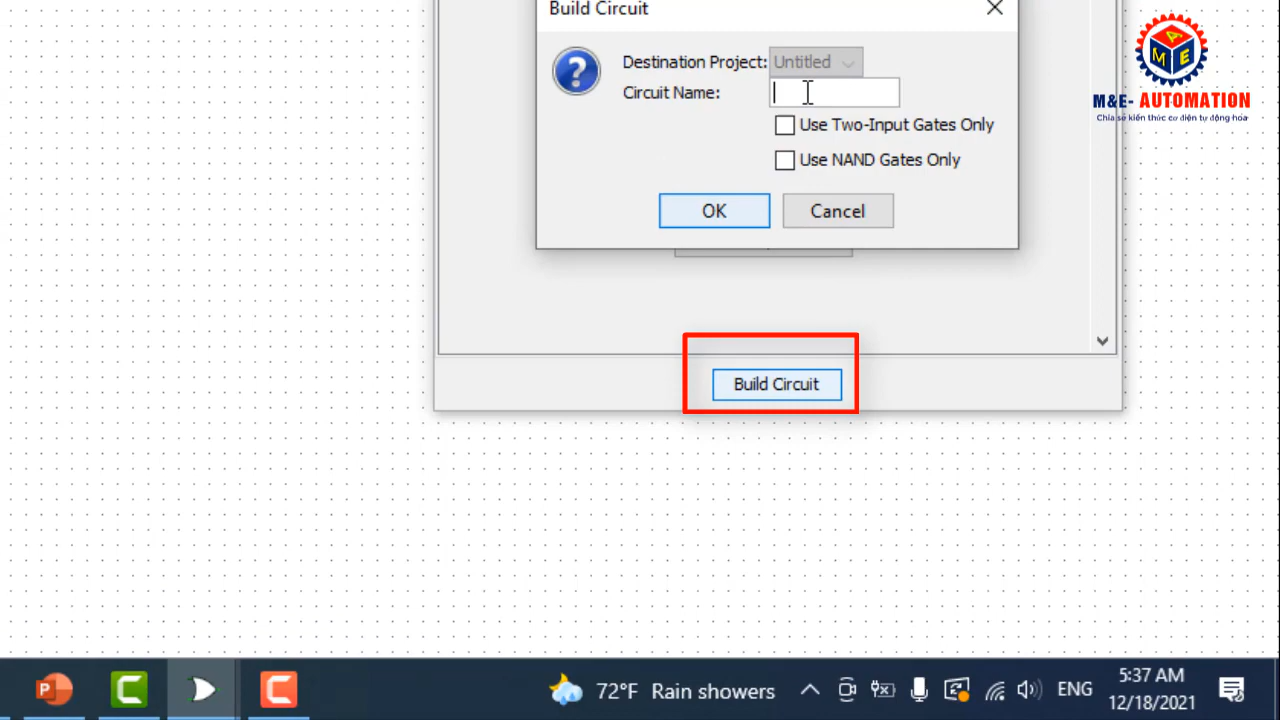 Build Circuit
Destination Project: Untitled
Circuit Name:
Use Two-Input Gates Only
Use NAND Gates Only
OK Cancel
Build Circuit
A
M E
M&E- AUTOMATION
Chia sẻ kiến thức cơ điện tự động hóa
P
C
C
72°F Rain showers
ENG
5:37 AM
12/18/2021